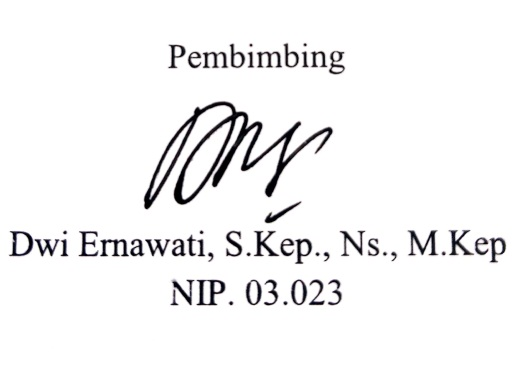 Pembimbing
Dwi Ernawati, S.Kep., Ns., M.Kep
NIP. 03.023